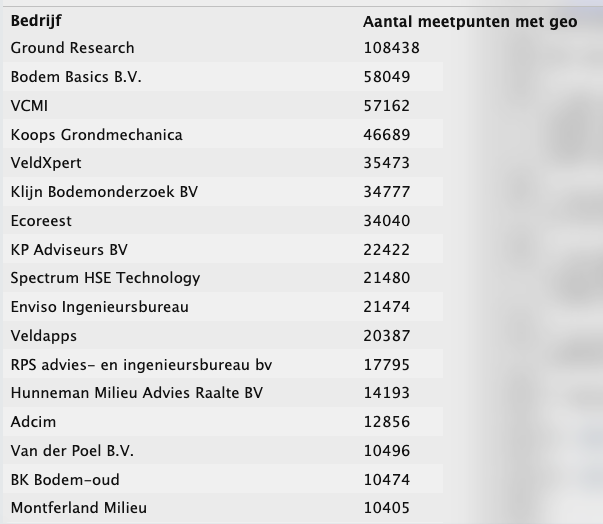 Bedrijf Aantal meetpunten met geo
Ground Research 108438
Bodem Basics B.V. 58049
VCMI 57162
Koops Grondmechanica 46689
VeldXpert 35473
Klijn Bodemonderzoek BV 34777
Ecoreest 34040
KP Adviseurs BV 22422
Spectrum HSE Technology 21480
Enviso Ingenieursbureau 21474
Veldapps 20387
RPS advies- en ingenieursbureau bv 17795
Hunneman Milieu Advies Raalte BV 14193
Adcim 12856
Van der Poel B.V. 10496
BK Bodem-oud 10474
Montferland Milieu 10405